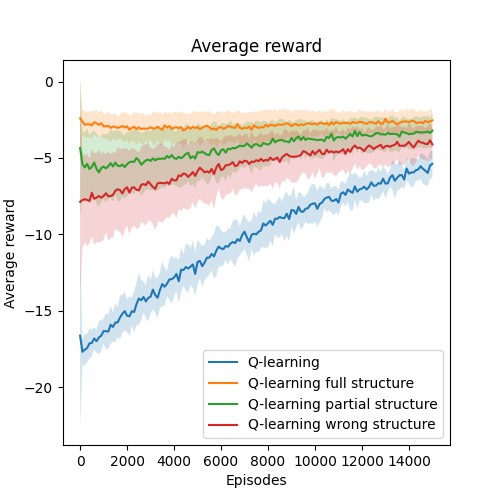 Average reward
Average reward
0
−5
−10
−15
−20
Q-learning
Q-learning full structure
Q-learning partial structure
Q-learning wrong structure
0 2000 4000 6000 8000 10000 12000 14000
Episodes